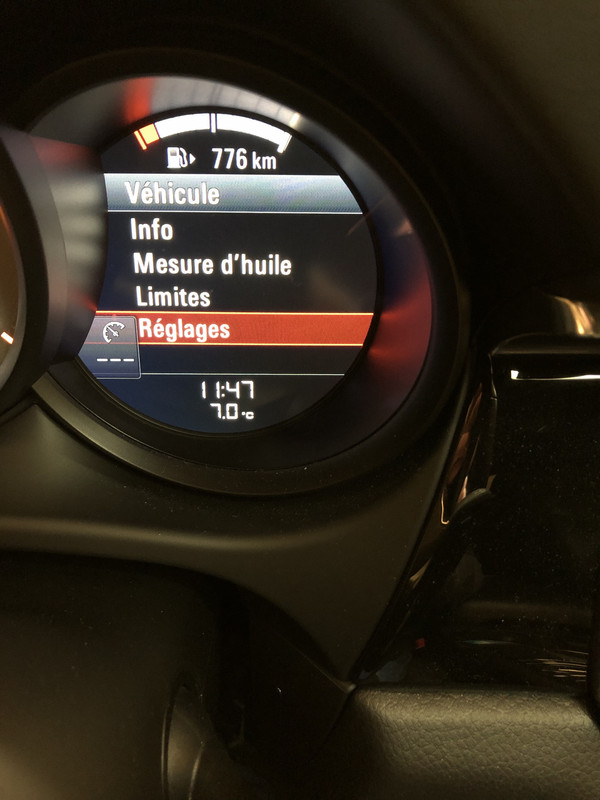 776 km
Véhicule
Info
Mesure d'huile
Limites
Réglages
---
11:47
7.0 °C